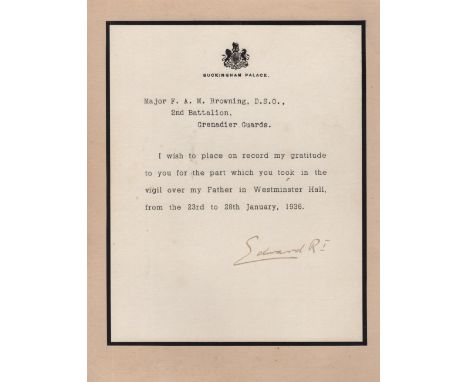 BUCKINGHAM PALACE.
Major F. A. M. Browning, D.S.O.,
2nd Battalion.
Grenadier Guards.
I wish to place on record my gratitude
to you for the part which you took in the
vigil over my Father in Westminster Hall,
from the 23rd to 28th January, 1936.
Edward R I